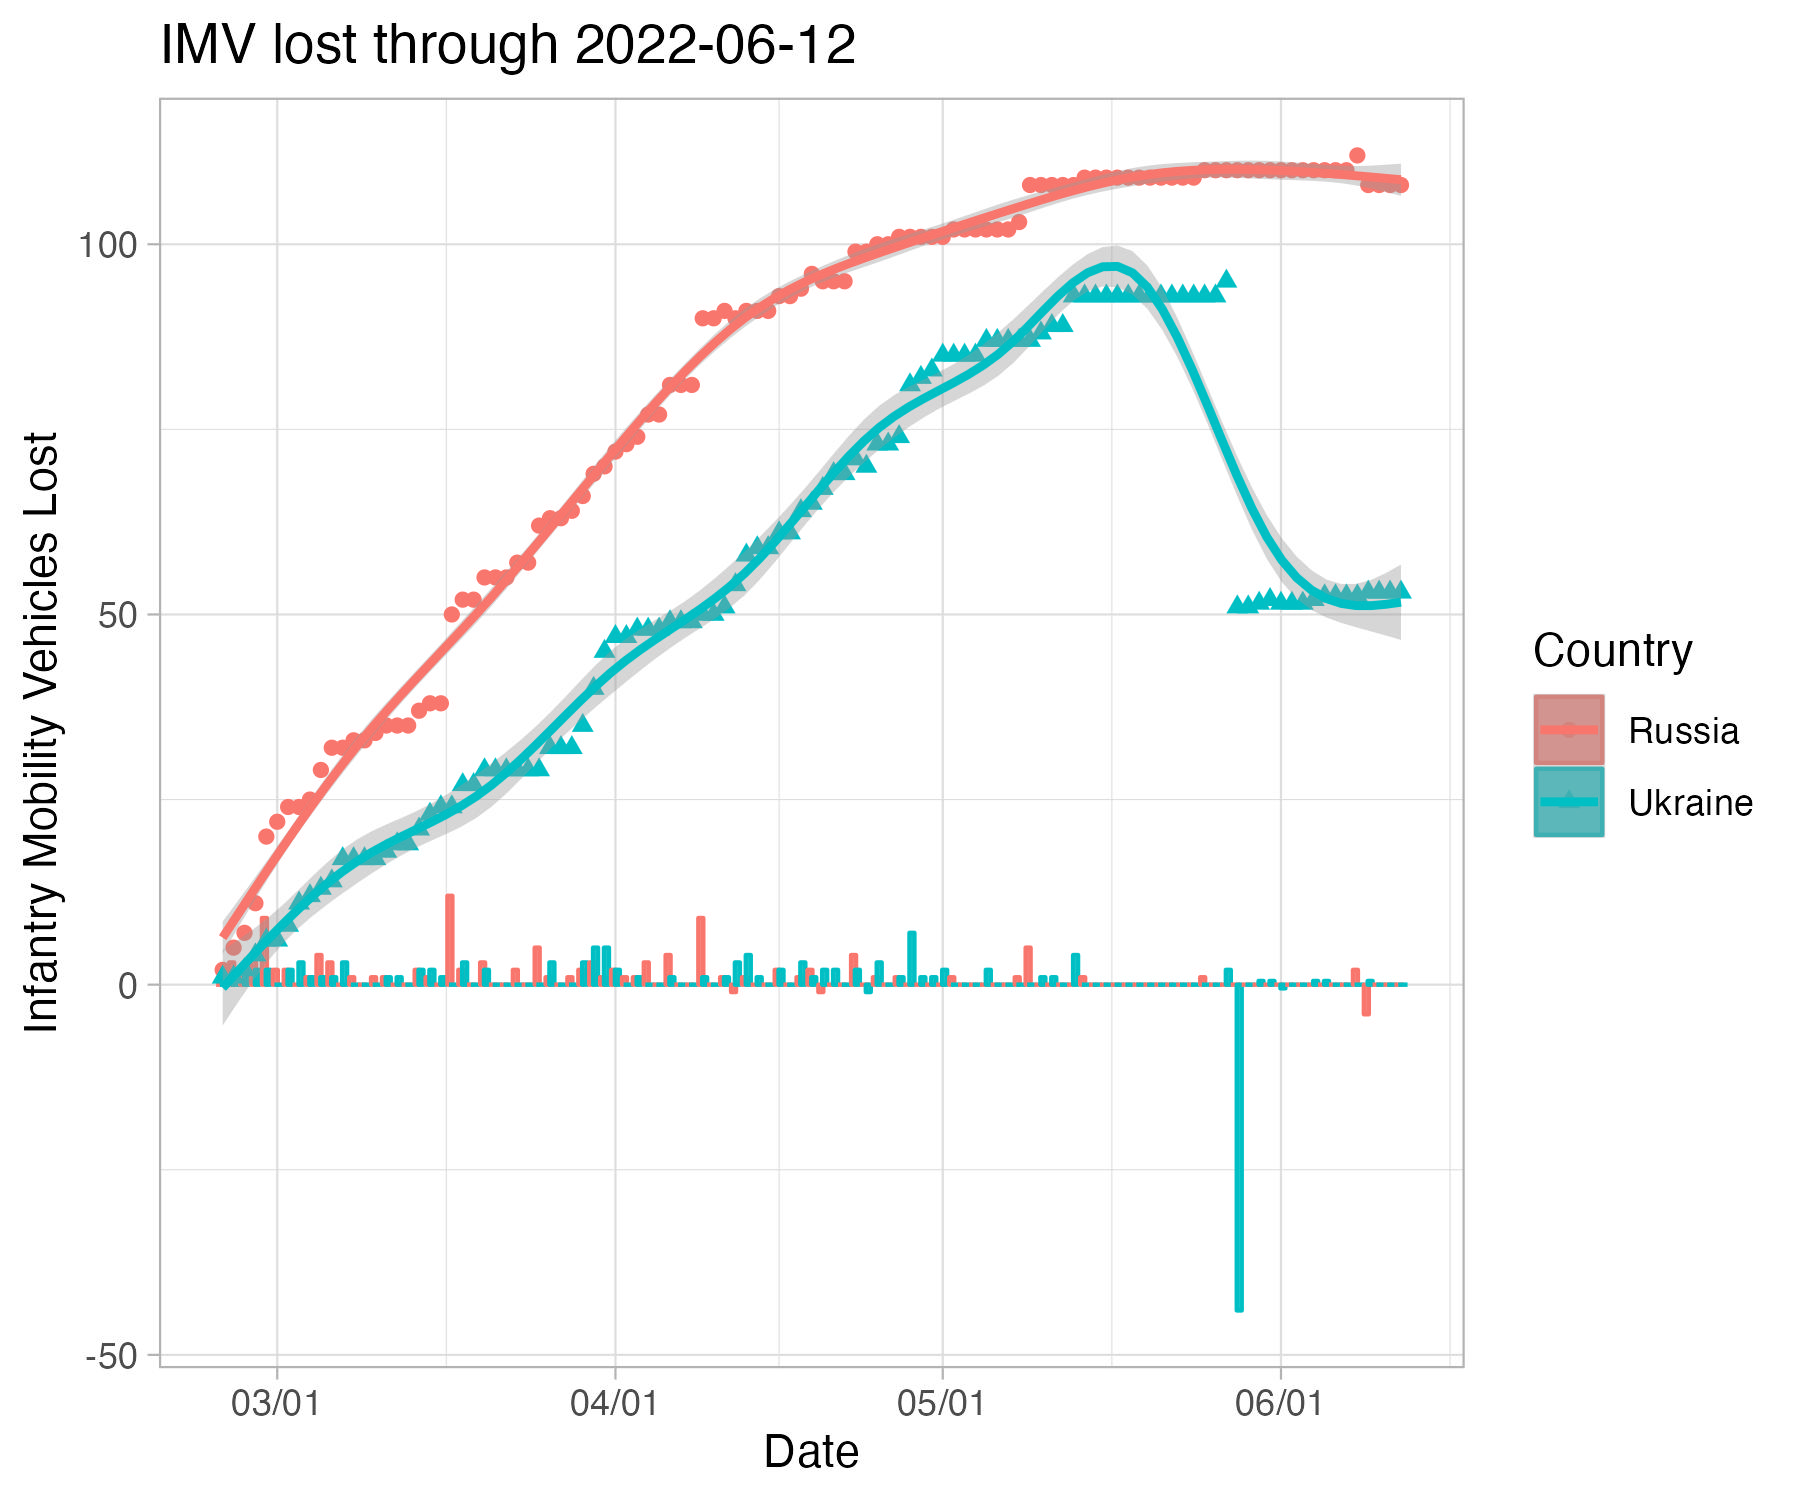 IMV lost through 2022-06-12
Infantry Mobility Vehicles Lost
100
50
0
-50
03/01
04/01
05/01
06/01
Date
Country
Russia
Ukraine